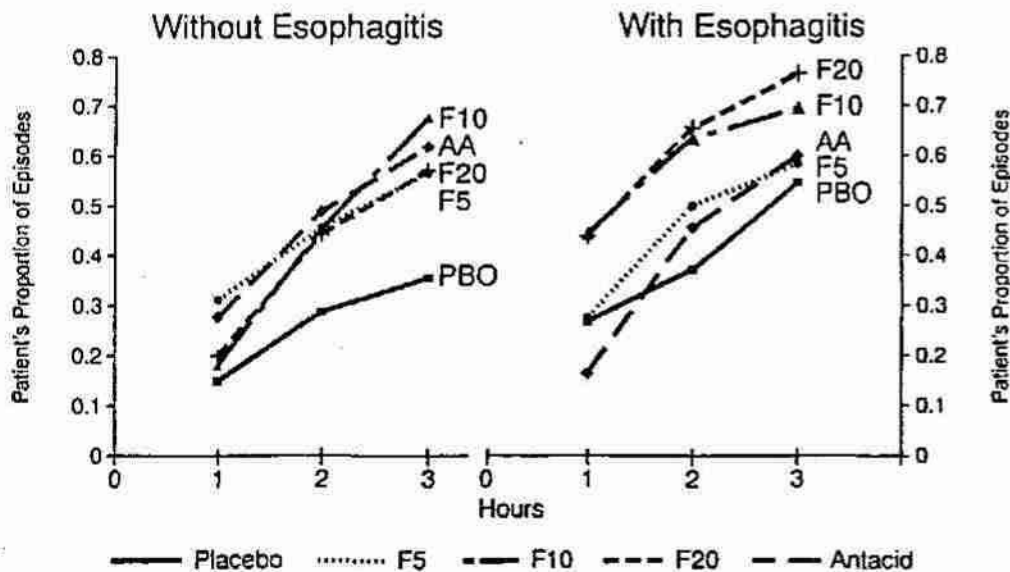 Without Esophagitis
Patient's Proportion of Episodes
0.8
0.7
0.6
0.5
0.4
0.3
0.2
0.1
0
F10
AA
F20
F5
PBO
0 1 2 3
With Esophagitis
F20
F10
AA
F5
PBO
0.8
0.7
0.6
0.5
0.4
0.3
0.2
0.1
0
Patient's Proportion of Episodes
0 1 2 3
Hours
Placebo F5 F10 F20 Antacid